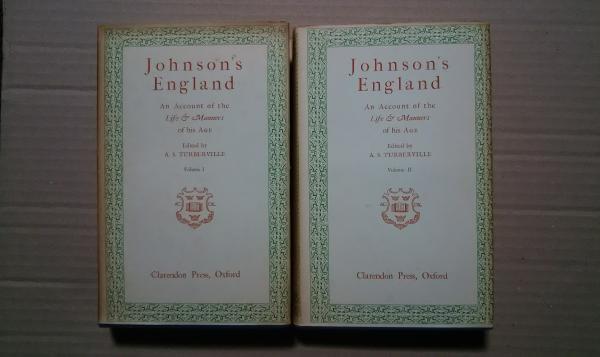 Johnson's
England
An Account of the
Life & Manners
of his AGE
Edited by
A. S. TURBERVILLE
Volume I
Clarendon Press, Oxford
Johnson's
England
An Account of the
Life & Manners
of his AGE
Edited by
A. S. TURBERVILLE
Volume II
Clarendon Press, Oxford